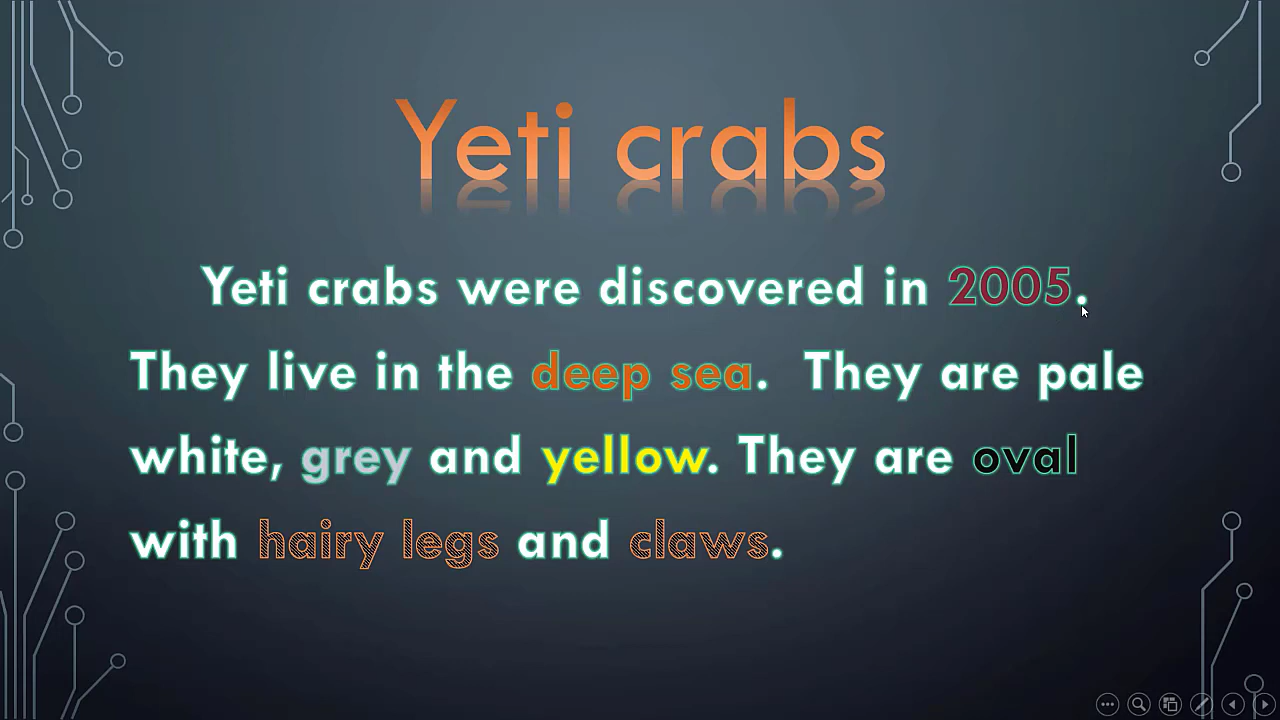 Yeti crabs
Yeti crabs were discovered in 2005.
They live in the deep sea.  They are pale
white, grey and yellow. They are oval
with hairy legs and claws.